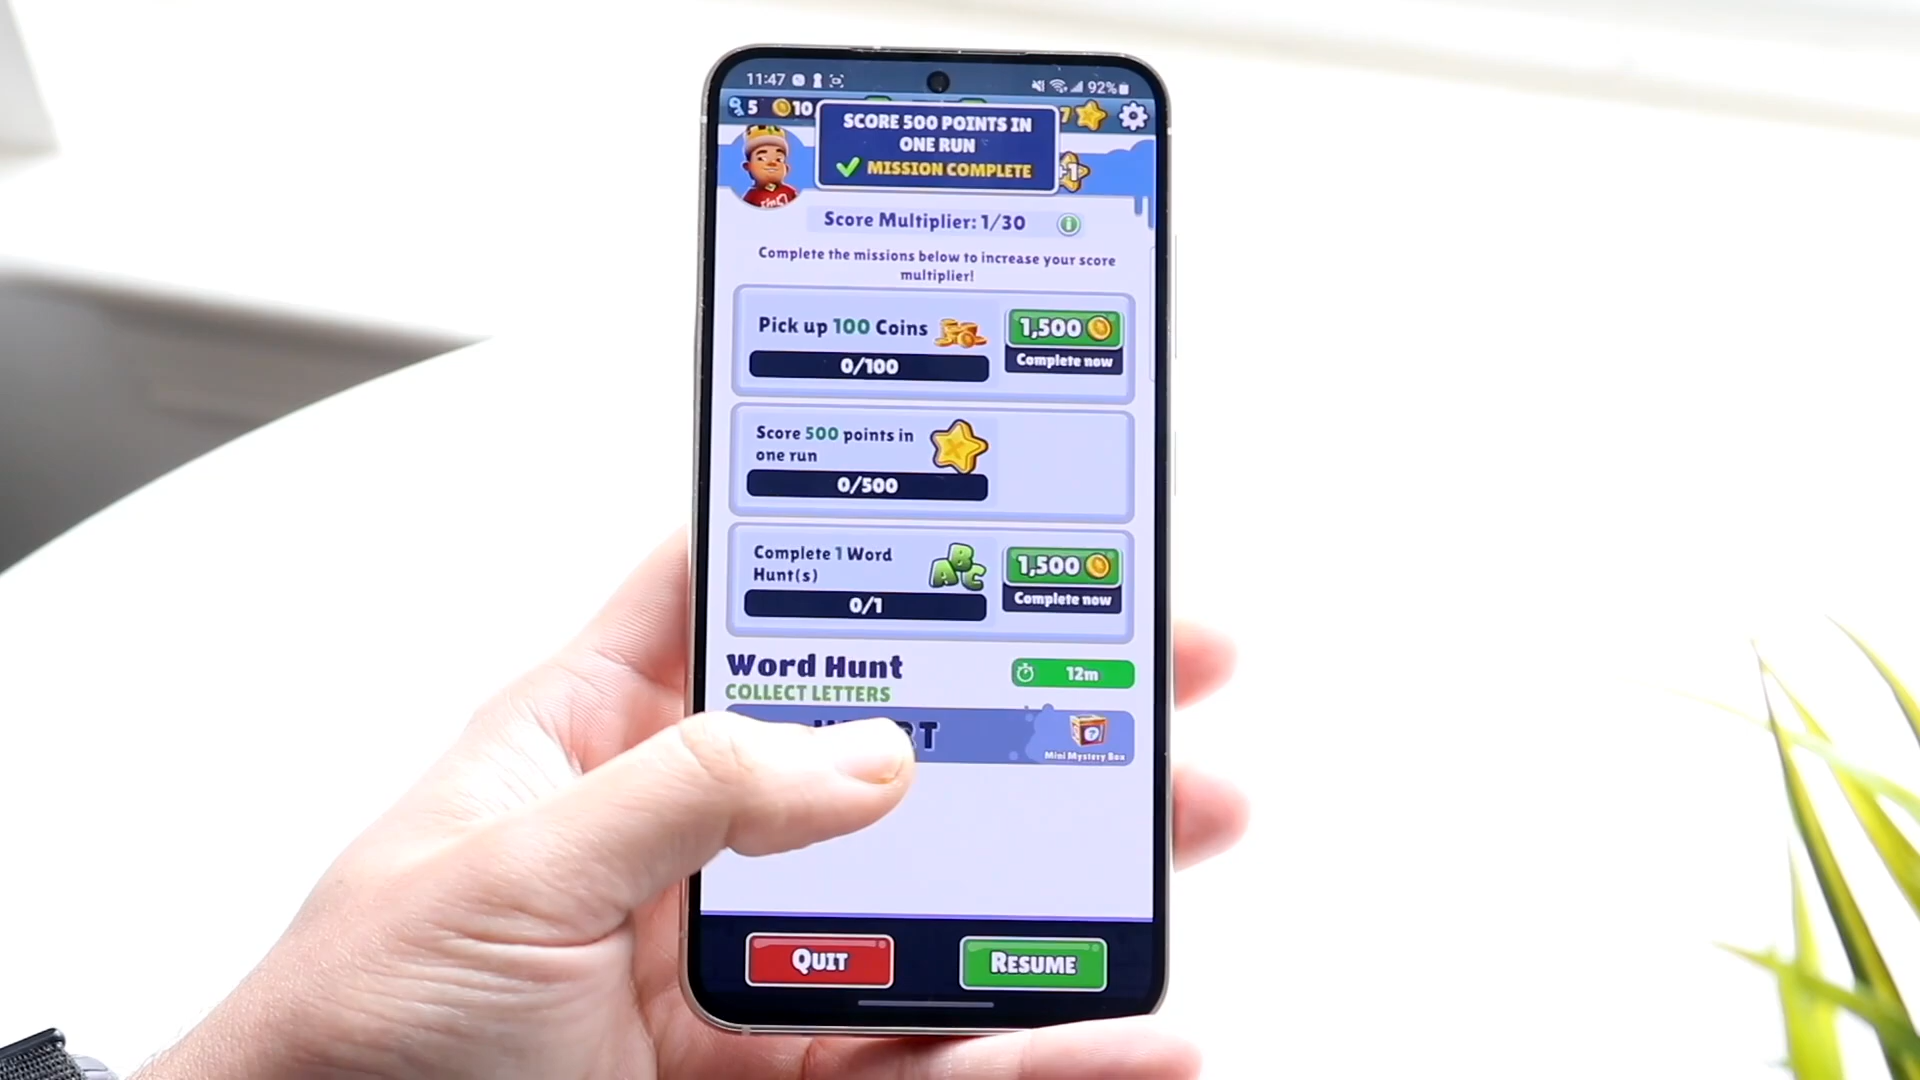 11:47 92%
5 10 7
SCORE 500 POINTS IN
ONE RUN
MISSION COMPLETE
+1
Score Multiplier: 1/30
Complete the missions below to increase your score
multiplier!
Pick up 100 Coins
0/100
1,500
Complete now
Score 500 points in
one run
0/500
Complete 1 Word
Hunt(s)
ABC
0/1
1,500
Complete now
Word Hunt
12m
COLLECT LETTERS
Mini Mystery Box
QUIT
RESUME